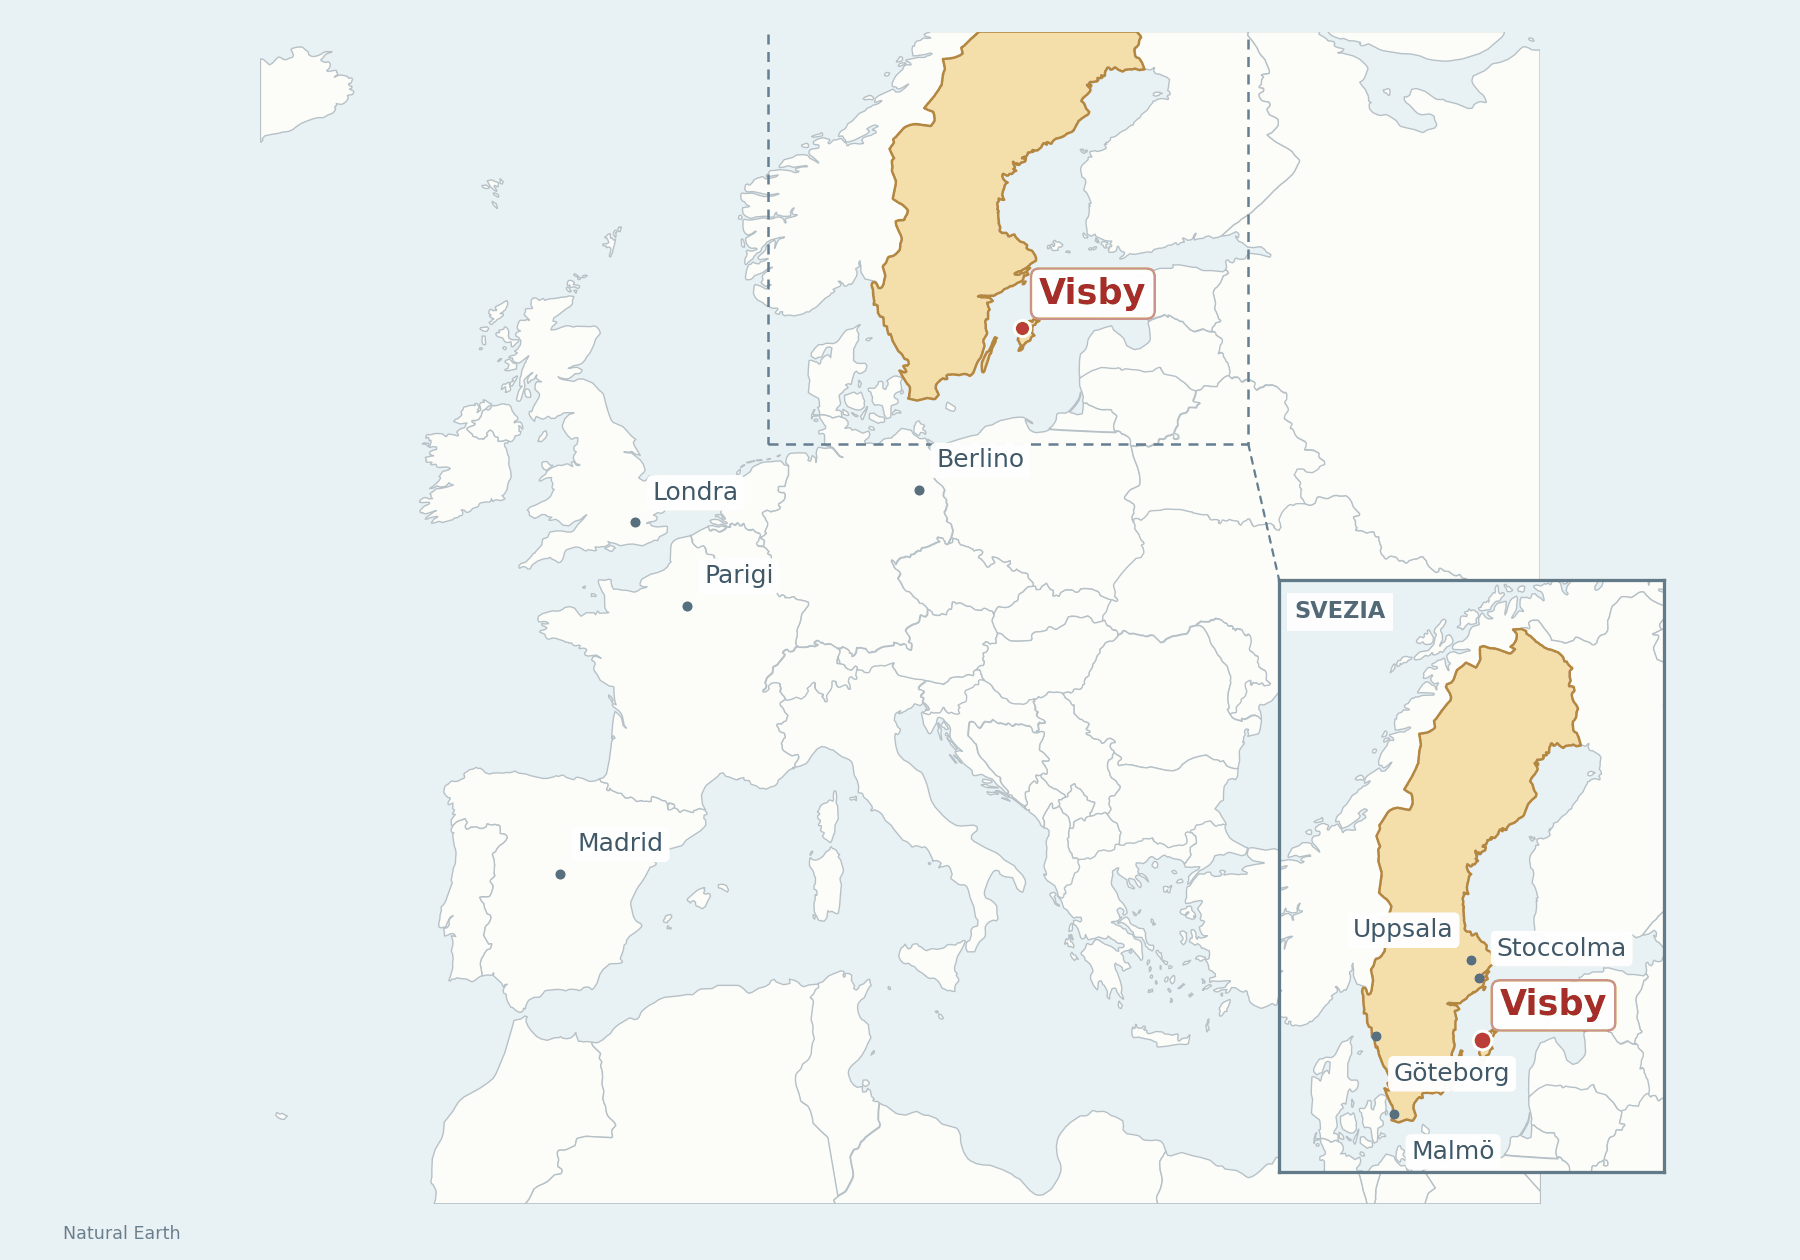 Visby
Berlino
Londra
Parigi
Madrid
SVEZIA
Uppsala
Stoccolma
Visby
Göteborg
Malmö
Natural Earth